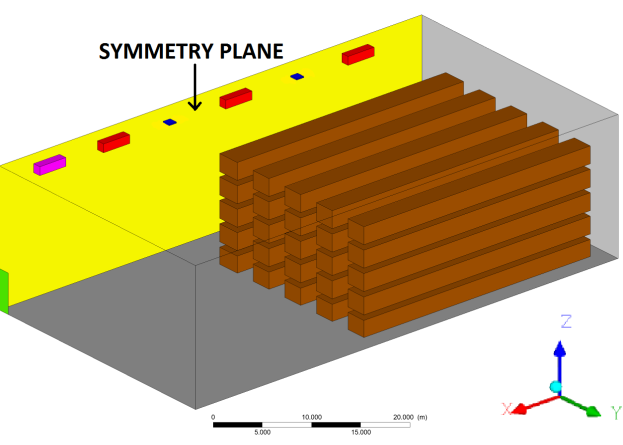 SYMMETRY PLANE
Z
X
Y
0 10.000 20.000 (m)
5.000 15.000